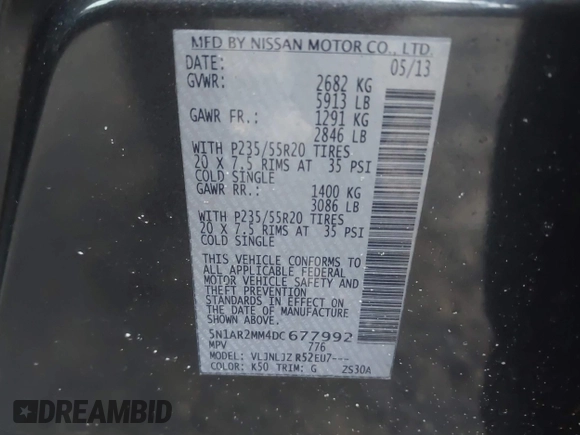 MFD BY NISSAN MOTOR CO., LTD.
DATE: 05/13
GVWR: 2682 KG
5913 LB
GAWR FR.: 1291 KG
2846 LB
WITH P235/55R20 TIRES
20 X 7.5 RIMS AT 35 PSI
COLD SINGLE
GAWR RR.: 1400 KG
3086 LB
WITH P235/55R20 TIRES
20 X 7.5 RIMS AT 35 PSI
COLD SINGLE
THIS VEHICLE CONFORMS TO
ALL APPLICABLE FEDERAL
MOTOR VEHICLE SAFETY AND
THEFT PREVENTION
STANDARDS IN EFFECT ON
THE DATE OF MANUFACTURE
SHOWN ABOVE.
5N1AR2MM4DC677992
MPV 776
MODEL: VLJNLJZ R52EU7---
COLOR: K50 TRIM: G 2S30A
DREAMBID